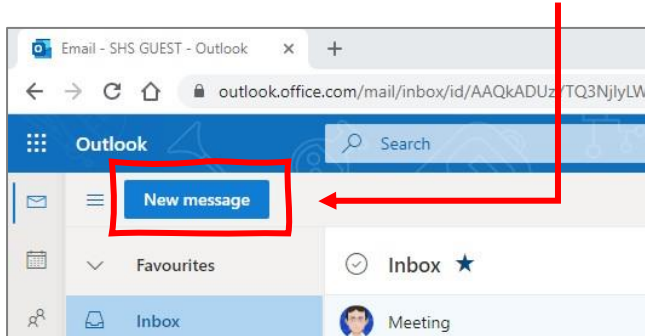 Email - SHS GUEST - Outlook
outlook.office.com/mail/inbox/id/AAQkADUz
Outlook Search
New message
Favourites Inbox
Inbox Meeting